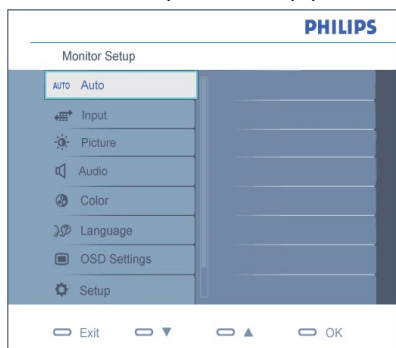 PHILIPS
Monitor Setup
AUTO Auto
Input
Picture
Audio
Color
Language
OSD Settings
Setup
Exit ▼ ▲ OK